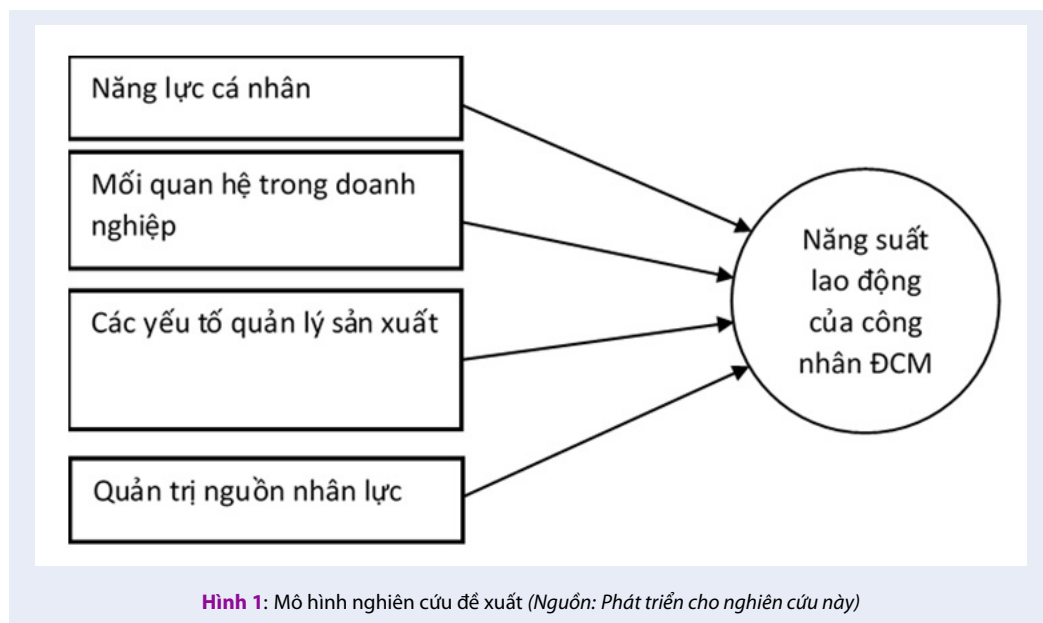 Năng lực cá nhân
Mối quan hệ trong doanh
nghiệp
Các yếu tố quản lý sản xuất
Quản trị nguồn nhân lực
Năng suất
lao động
của công
nhân ĐCM
Hình 1: Mô hình nghiên cứu đề xuất (Nguồn: Phát triển cho nghiên cứu này)